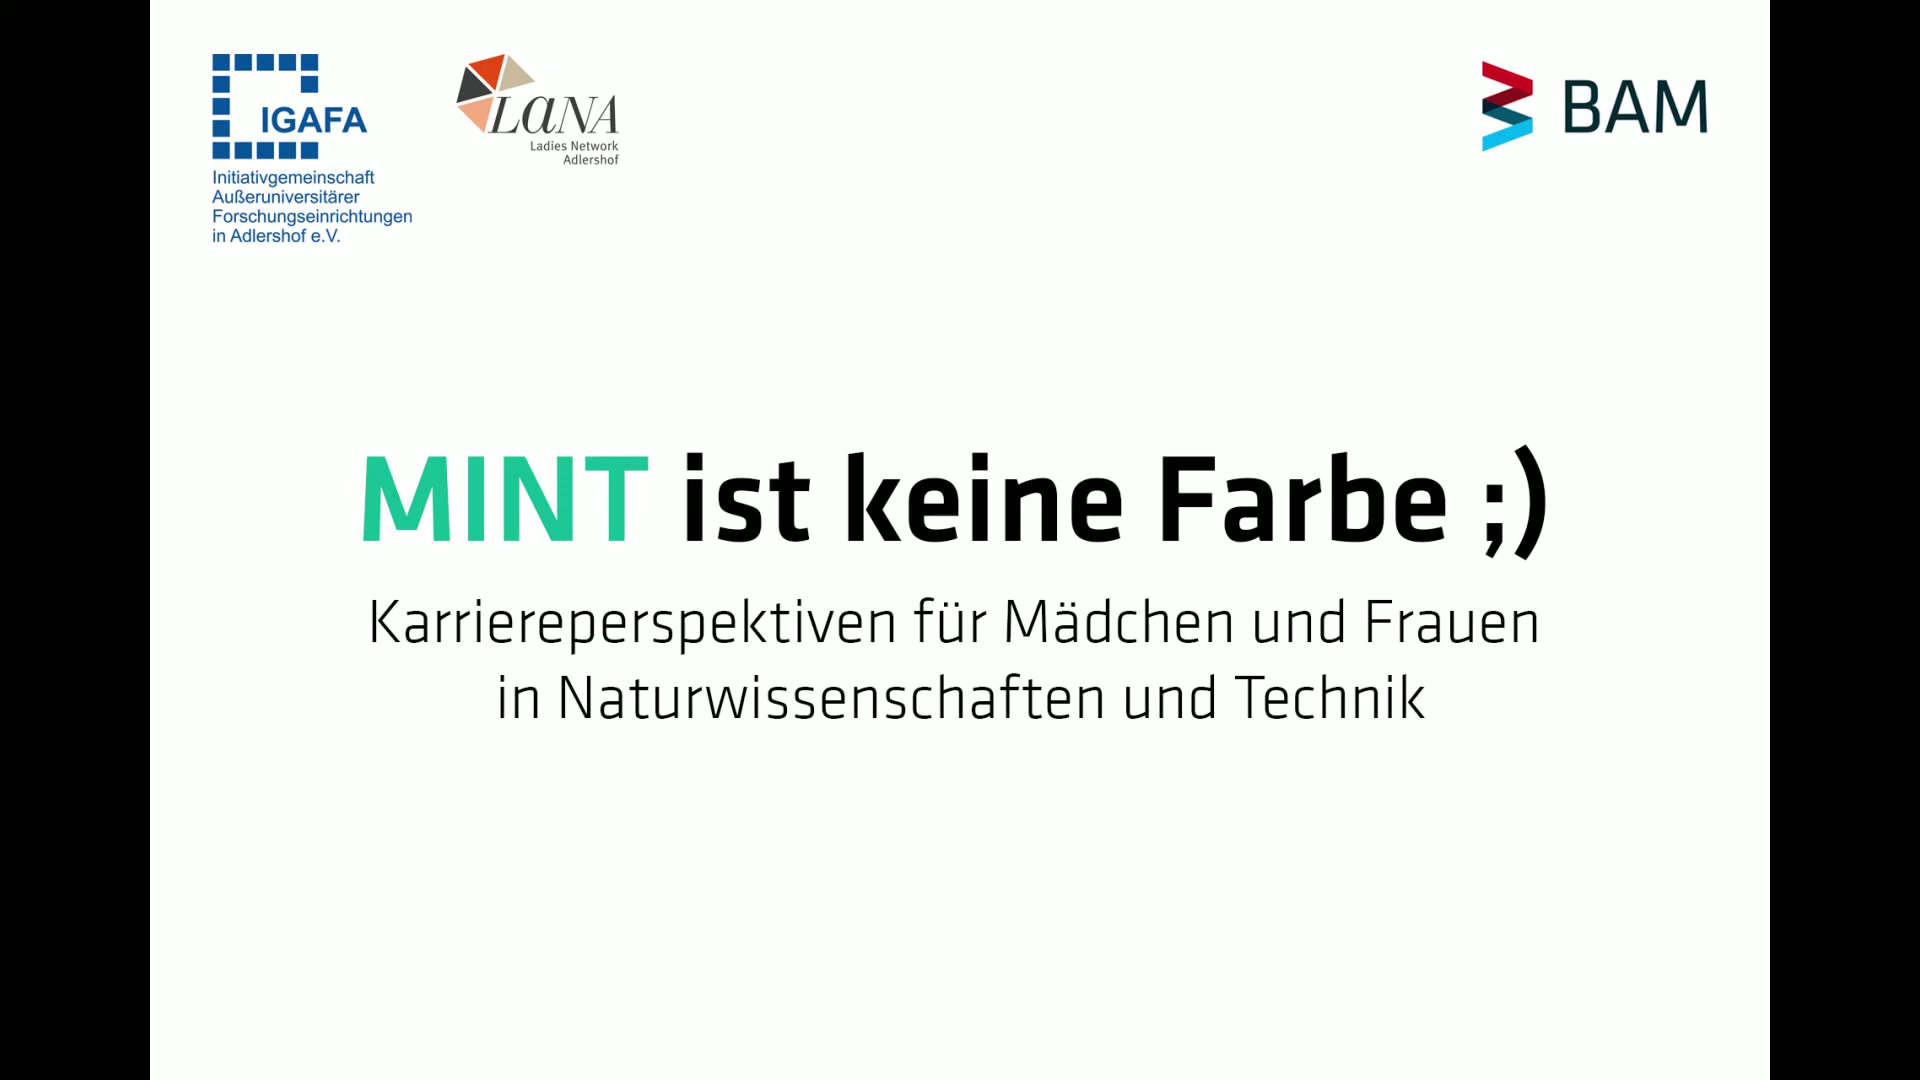 IGAFA
Initiativgemeinschaft
Außeruniversitärer
Forschungseinrichtungen
in Adlershof e.V.
LaNA
Ladies Network
Adlershof
BAM
MINT ist keine Farbe ;)
Karriereperspektiven für Mädchen und Frauen
in Naturwissenschaften und Technik